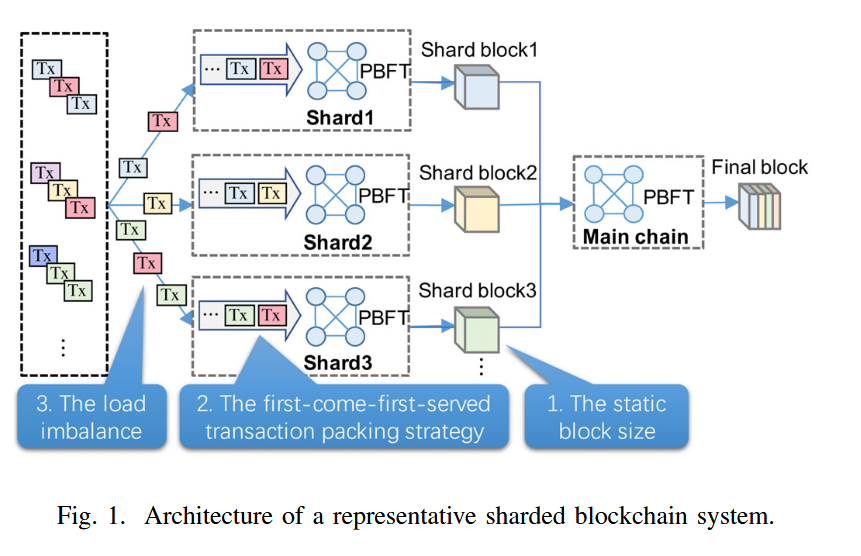 Shard block1
Tx
Tx
Tx
... Tx Tx
PBFT
Shard1
Tx
Tx
Shard block2
Final block
Tx
Tx
Tx
Tx
... Tx Tx
PBFT
Shard2
PBFT
Main chain
Tx
Tx
Tx
Tx
Tx
Tx
Shard block3
... Tx Tx
PBFT
Shard3
⋮
⋮
3. The load
imbalance
2. The first-come-first-served
transaction packing strategy
1. The static
block size
Fig. 1. Architecture of a representative sharded blockchain system.